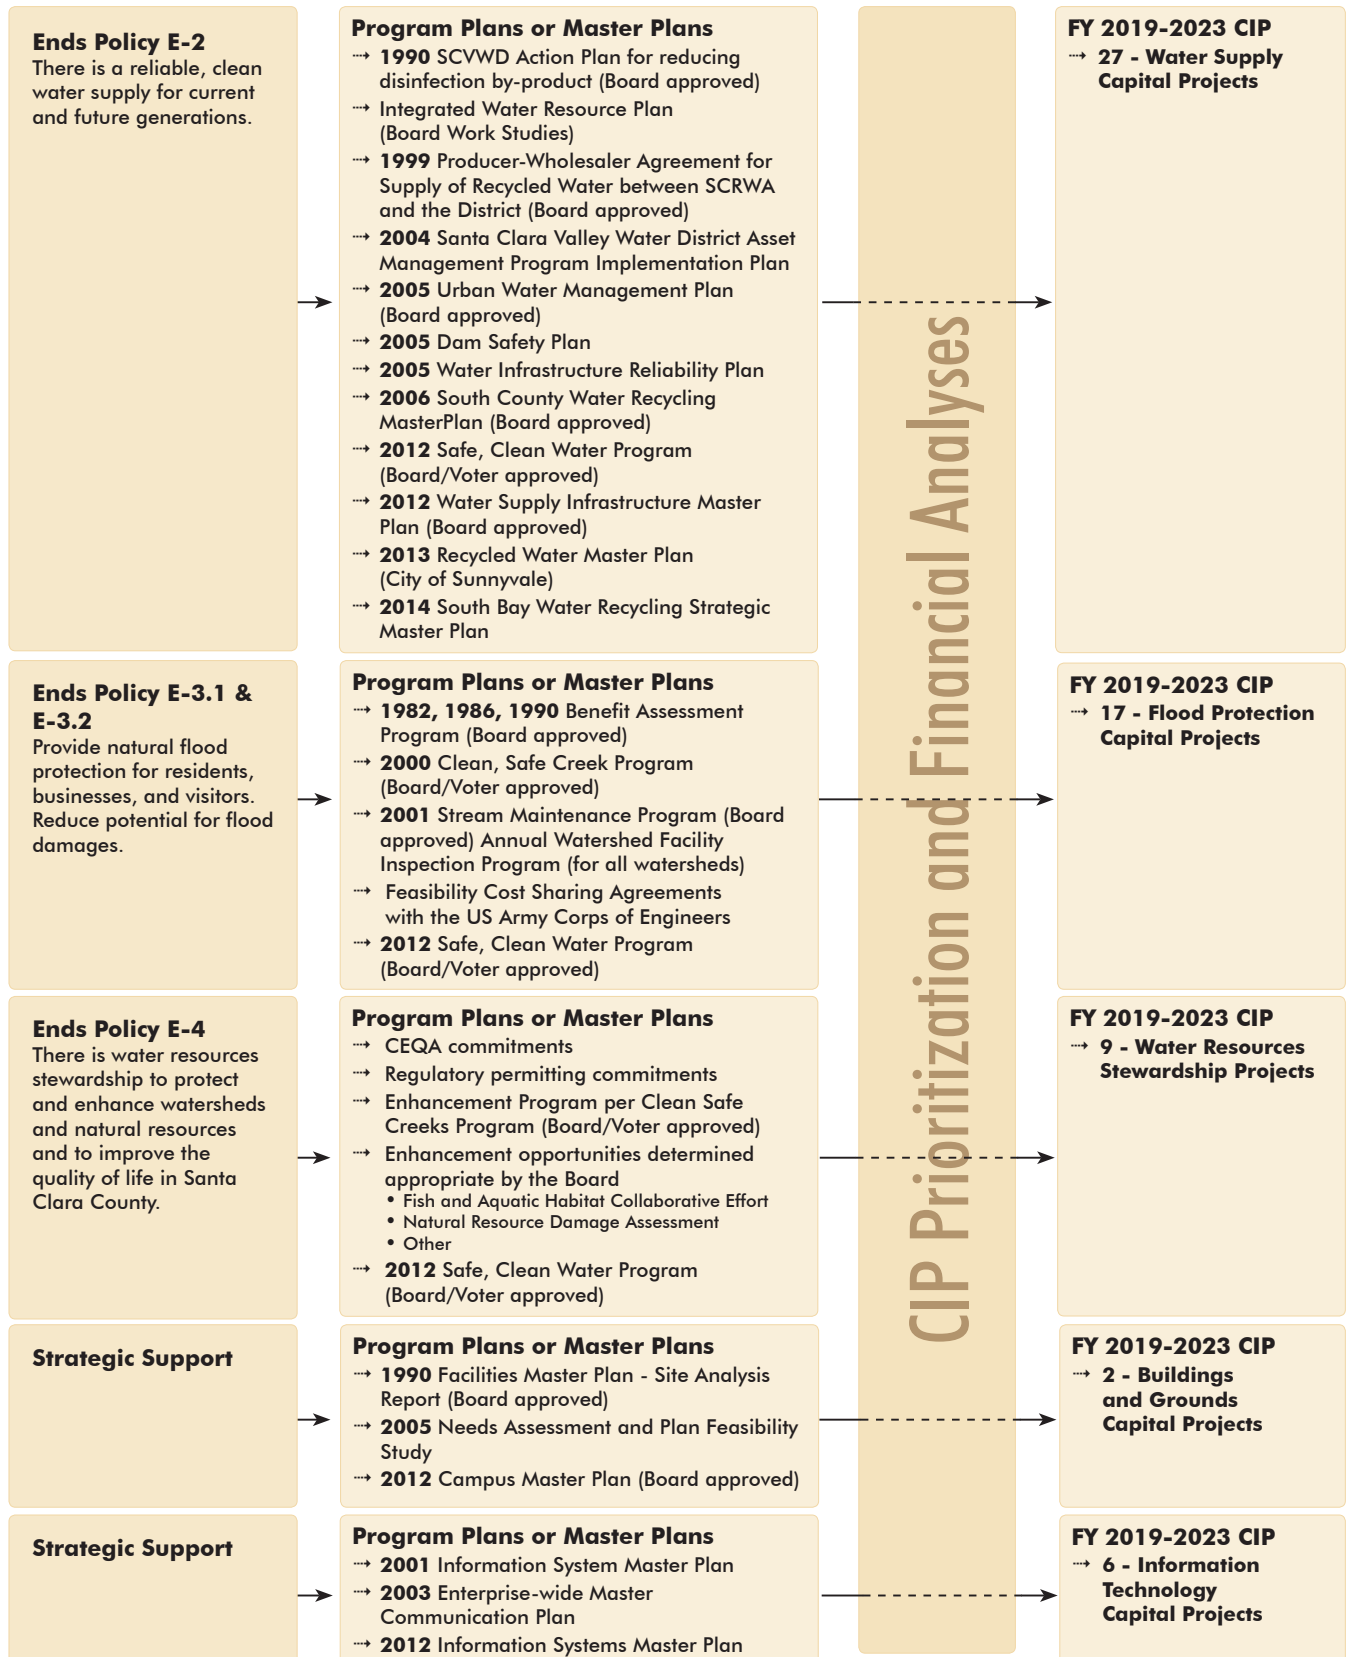 Ends Policy E-2
There is a reliable, clean
water supply for current
and future generations.
Program Plans or Master Plans
⇢ 1990 SCVWD Action Plan for reducing
disinfection by-product (Board approved)
⇢ Integrated Water Resource Plan
(Board Work Studies)
⇢ 1999 Producer-Wholesaler Agreement for
Supply of Recycled Water between SCRWA
and the District (Board approved)
⇢ 2004 Santa Clara Valley Water District Asset
Management Program Implementation Plan
⇢ 2005 Urban Water Management Plan
(Board approved)
⇢ 2005 Dam Safety Plan
⇢ 2005 Water Infrastructure Reliability Plan
⇢ 2006 South County Water Recycling
MasterPlan (Board approved)
⇢ 2012 Safe, Clean Water Program
(Board/Voter approved)
⇢ 2012 Water Supply Infrastructure Master
Plan (Board approved)
⇢ 2013 Recycled Water Master Plan
(City of Sunnyvale)
⇢ 2014 South Bay Water Recycling Strategic
Master Plan
FY 2019-2023 CIP
⇢ 27 - Water Supply
Capital Projects
Ends Policy E-3.1 &
E-3.2
Provide natural flood
protection for residents,
businesses, and visitors.
Reduce potential for flood
damages.
Program Plans or Master Plans
⇢ 1982, 1986, 1990 Benefit Assessment
Program (Board approved)
⇢ 2000 Clean, Safe Creek Program
(Board/Voter approved)
⇢ 2001 Stream Maintenance Program (Board
approved) Annual Watershed Facility
Inspection Program (for all watersheds)
⇢ Feasibility Cost Sharing Agreements
with the US Army Corps of Engineers
⇢ 2012 Safe, Clean Water Program
(Board/Voter approved)
FY 2019-2023 CIP
⇢ 17 - Flood Protection
Capital Projects
Ends Policy E-4
There is water resources
stewardship to protect
and enhance watersheds
and natural resources
and to improve the
quality of life in Santa
Clara County.
Program Plans or Master Plans
⇢ CEQA commitments
⇢ Regulatory permitting commitments
⇢ Enhancement Program per Clean Safe
Creeks Program (Board/Voter approved)
⇢ Enhancement opportunities determined
appropriate by the Board
• Fish and Aquatic Habitat Collaborative Effort
• Natural Resource Damage Assessment
• Other
⇢ 2012 Safe, Clean Water Program
(Board/Voter approved)
FY 2019-2023 CIP
⇢ 9 - Water Resources
Stewardship Projects
Strategic Support
Program Plans or Master Plans
⇢ 1990 Facilities Master Plan - Site Analysis
Report (Board approved)
⇢ 2005 Needs Assessment and Plan Feasibility
Study
⇢ 2012 Campus Master Plan (Board approved)
FY 2019-2023 CIP
⇢ 2 - Buildings
and Grounds
Capital Projects
Strategic Support
Program Plans or Master Plans
⇢ 2001 Information System Master Plan
⇢ 2003 Enterprise-wide Master
Communication Plan
⇢ 2012 Information Systems Master Plan
FY 2019-2023 CIP
⇢ 6 - Information
Technology
Capital Projects
CIP Prioritization and Financial Analyses